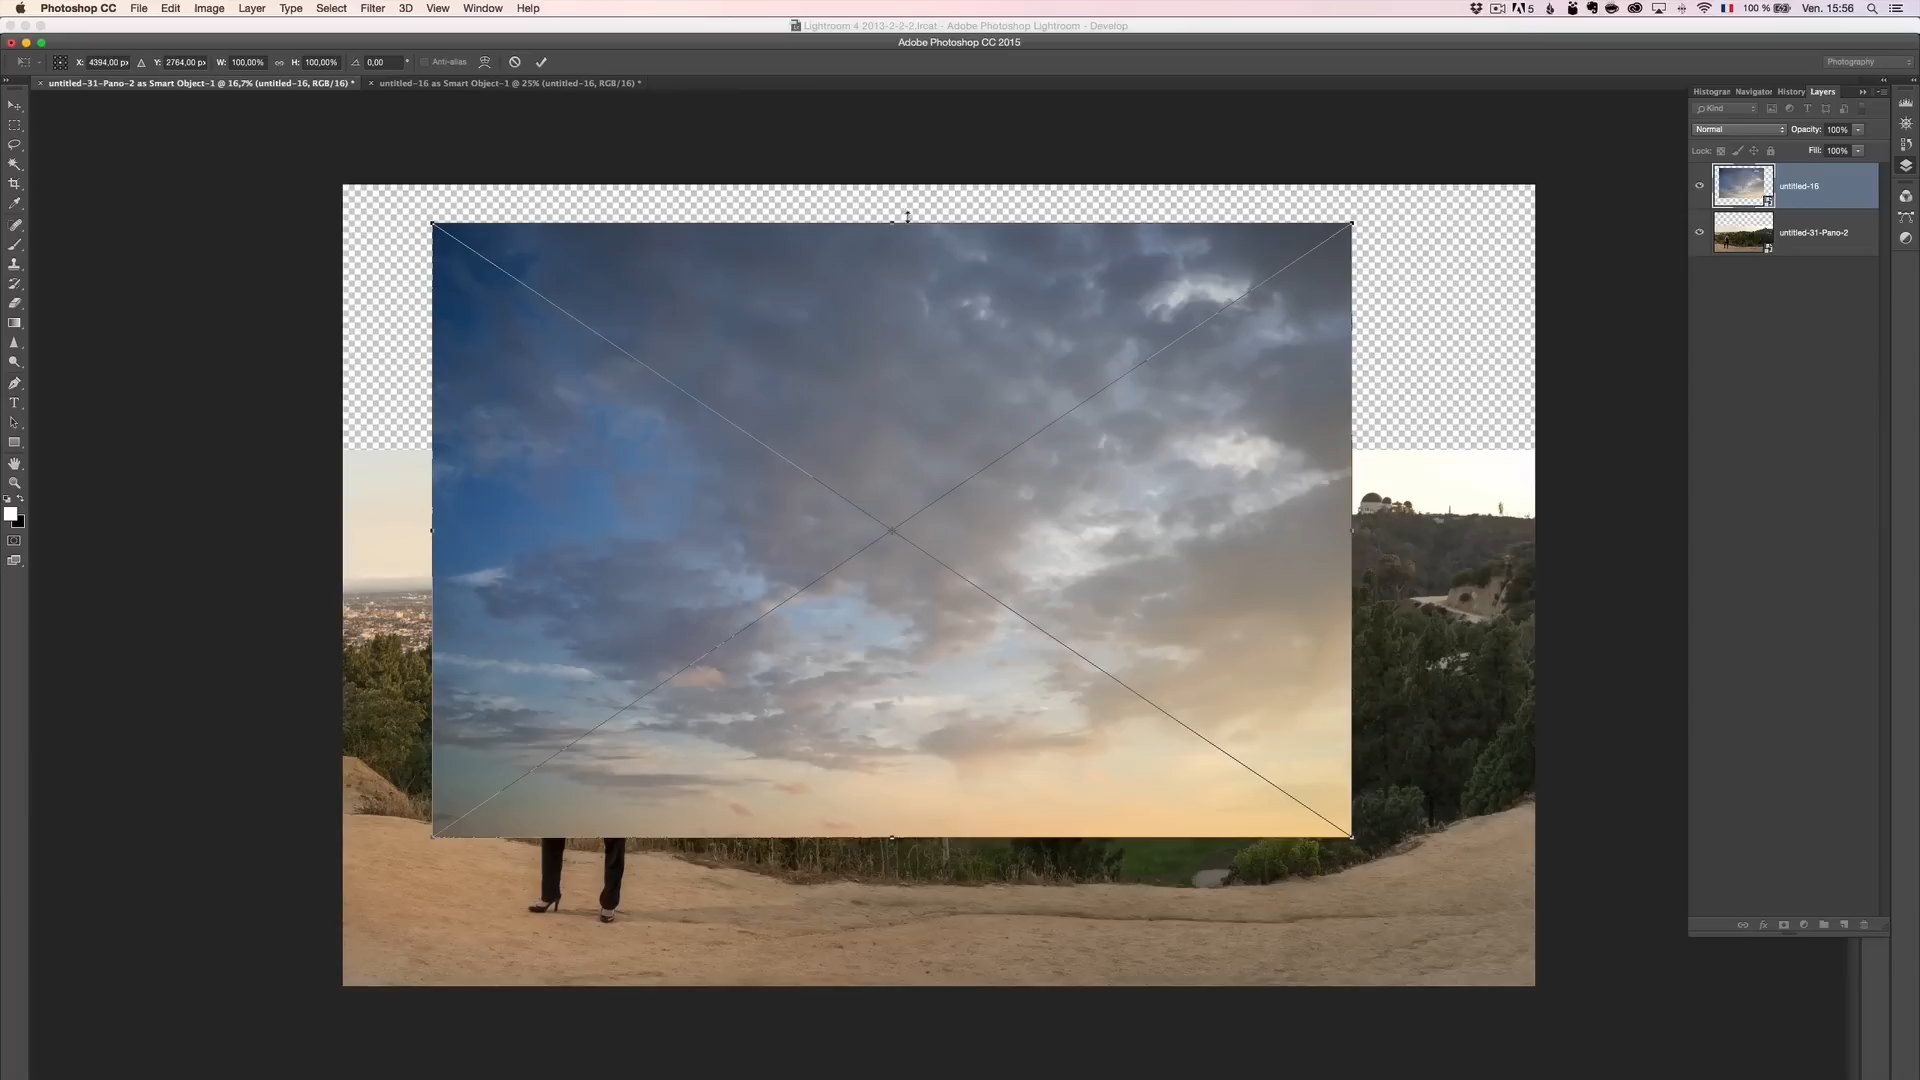 Photoshop CC File Edit Image Layer Type Select Filter 3D View Window Help 5 100 % Ven. 15:56
Lightroom 4 2013-2-2-2.lrcat - Adobe Photoshop Lightroom - Develop
Adobe Photoshop CC 2015
X: 4394,00 px Y: 2764,00 px W: 100,00% H: 100,00% 0,00 ° Anti-alias Photography
× untitled-31-Pano-2 as Smart Object-1 @ 16,7% (untitled-16, RGB/16) * × untitled-16 as Smart Object-1 @ 25% (untitled-16, RGB/16) *
Histogran Navigator History Layers
Kind
Normal Opacity: 100%
Lock: Fill: 100%
untitled-16
untitled-31-Pano-2
fx